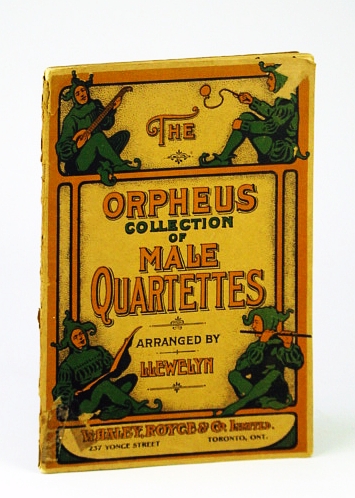 THE
ORPHEUS
COLLECTION
OF
MALE
QUARTETTES
ARRANGED BY
LLEWELYN
WHALEY, ROYCE & Co. LIMITED.
237 YONGE STREET TORONTO, ONT.